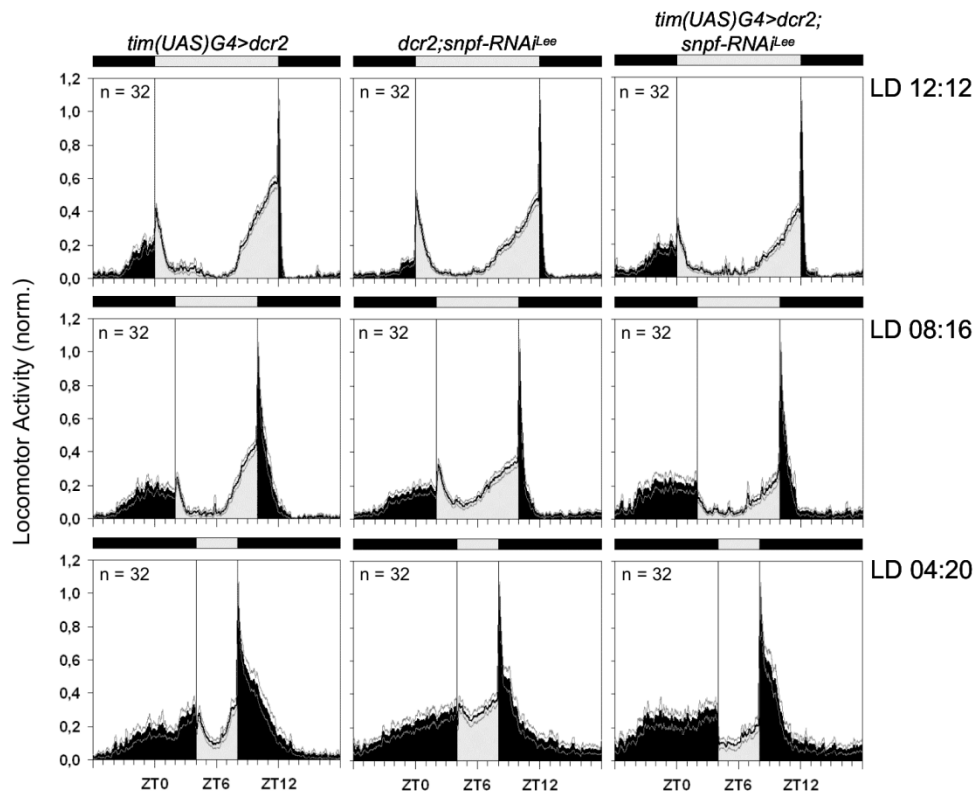 tim(UAS)G4>dcr2
dcr2;snpf-RNAiLee
tim(UAS)G4>dcr2;
snpf-RNAiLee
LD 12:12
1,2
1,0
0,8
0,6
0,4
0,2
0,0
n = 32
n = 32
n = 32
LD 08:16
1,2
1,0
0,8
0,6
0,4
0,2
0,0
n = 32
n = 32
n = 32
LD 04:20
1,2
1,0
0,8
0,6
0,4
0,2
0,0
n = 32
n = 32
n = 32
Locomotor Activity (norm.)
ZT0 ZT6 ZT12 ZT0 ZT6 ZT12 ZT0 ZT6 ZT12